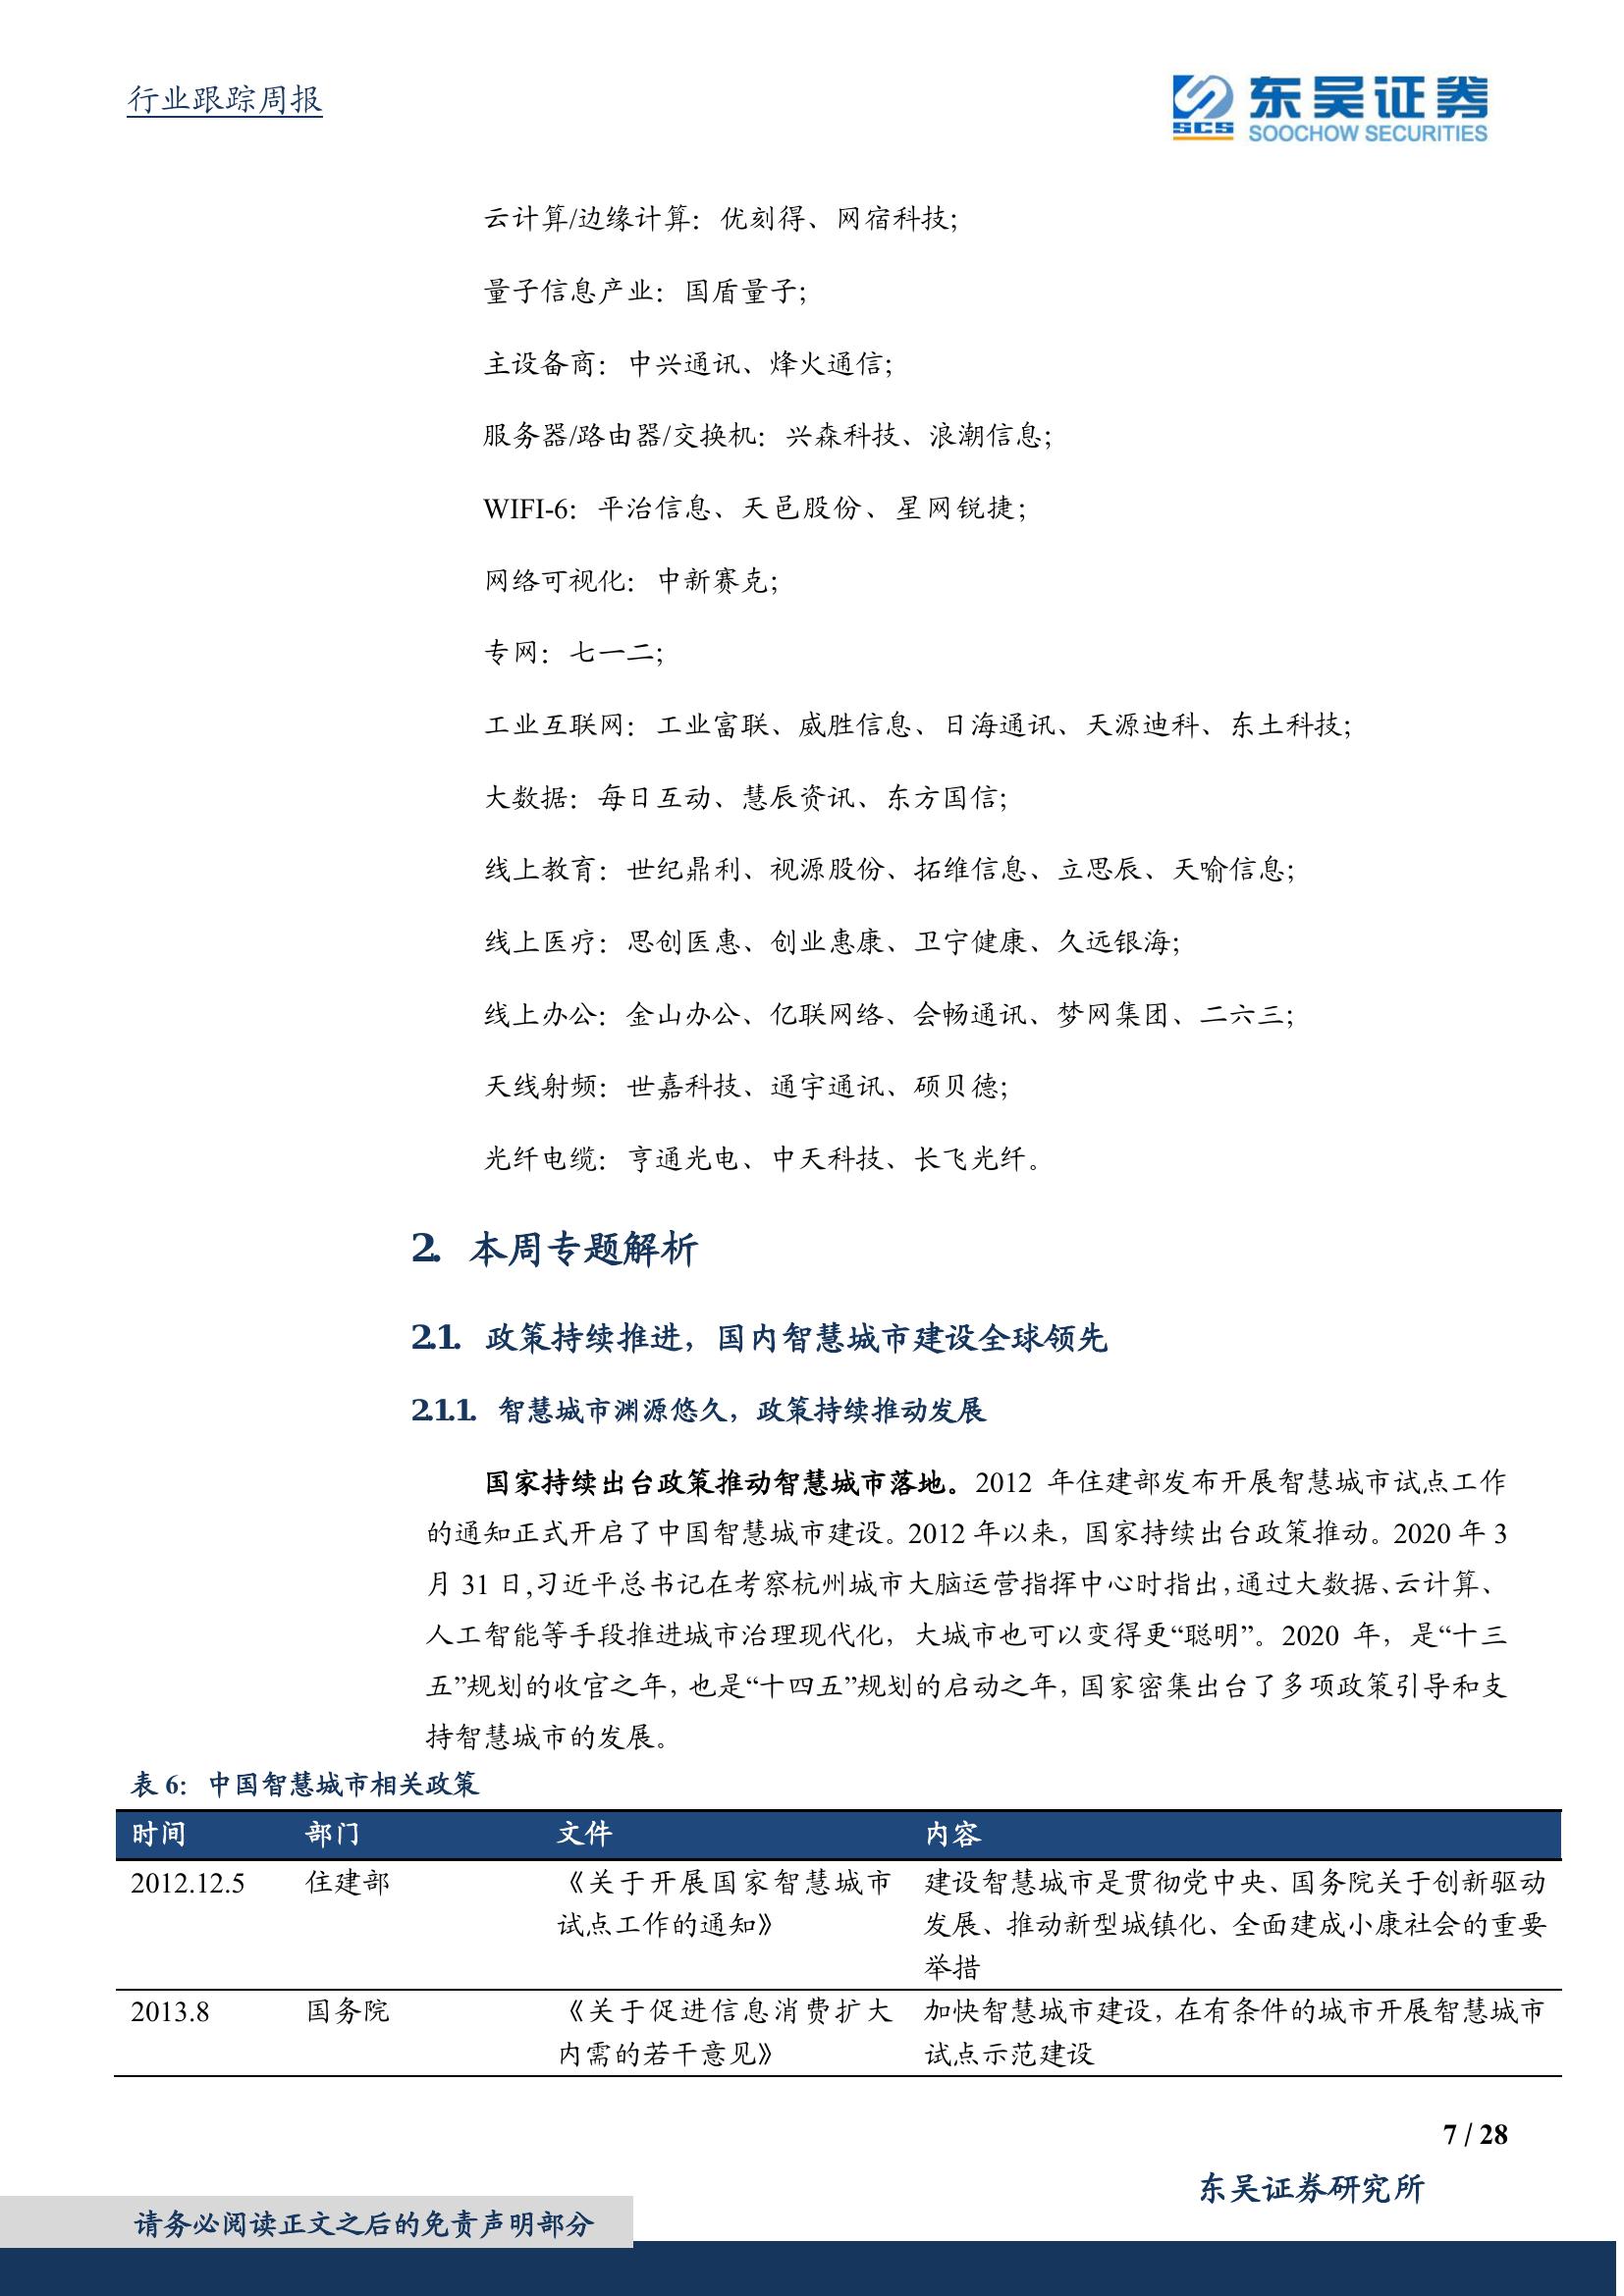 行业跟踪周报
SCS 东吴证券
SOOCHOW SECURITIES
云计算/边缘计算：优刻得、网宿科技；
量子信息产业：国盾量子；
主设备商：中兴通讯、烽火通信；
服务器/路由器/交换机：兴森科技、浪潮信息；
WIFI-6：平治信息、天邑股份、星网锐捷；
网络可视化：中新赛克；
专网：七一二；
工业互联网：工业富联、威胜信息、日海通讯、天源迪科、东土科技；
大数据：每日互动、慧辰资讯、东方国信；
线上教育：世纪鼎利、视源股份、拓维信息、立思辰、天喻信息；
线上医疗：思创医惠、创业惠康、卫宁健康、久远银海；
线上办公：金山办公、亿联网络、会畅通讯、梦网集团、二六三；
天线射频：世嘉科技、通宇通讯、硕贝德；
光纤电缆：亨通光电、中天科技、长飞光纤。
2. 本周专题解析
2.1. 政策持续推进，国内智慧城市建设全球领先
2.1.1. 智慧城市渊源悠久，政策持续推动发展
国家持续出台政策推动智慧城市落地。2012 年住建部发布开展智慧城市试点工作
的通知正式开启了中国智慧城市建设。2012 年以来，国家持续出台政策推动。2020 年 3
月 31 日,习近平总书记在考察杭州城市大脑运营指挥中心时指出，通过大数据、云计算、
人工智能等手段推进城市治理现代化，大城市也可以变得更“聪明”。2020 年，是“十三
五”规划的收官之年，也是“十四五”规划的启动之年，国家密集出台了多项政策引导和支
持智慧城市的发展。
表 6：中国智慧城市相关政策
时间 部门 文件 内容
2012.12.5 住建部 《关于开展国家智慧城市 建设智慧城市是贯彻党中央、国务院关于创新驱动
试点工作的通知》 发展、推动新型城镇化、全面建成小康社会的重要
举措
2013.8 国务院 《关于促进信息消费扩大 加快智慧城市建设，在有条件的城市开展智慧城市
内需的若干意见》 试点示范建设
7 / 28
东吴证券研究所
请务必阅读正文之后的免责声明部分